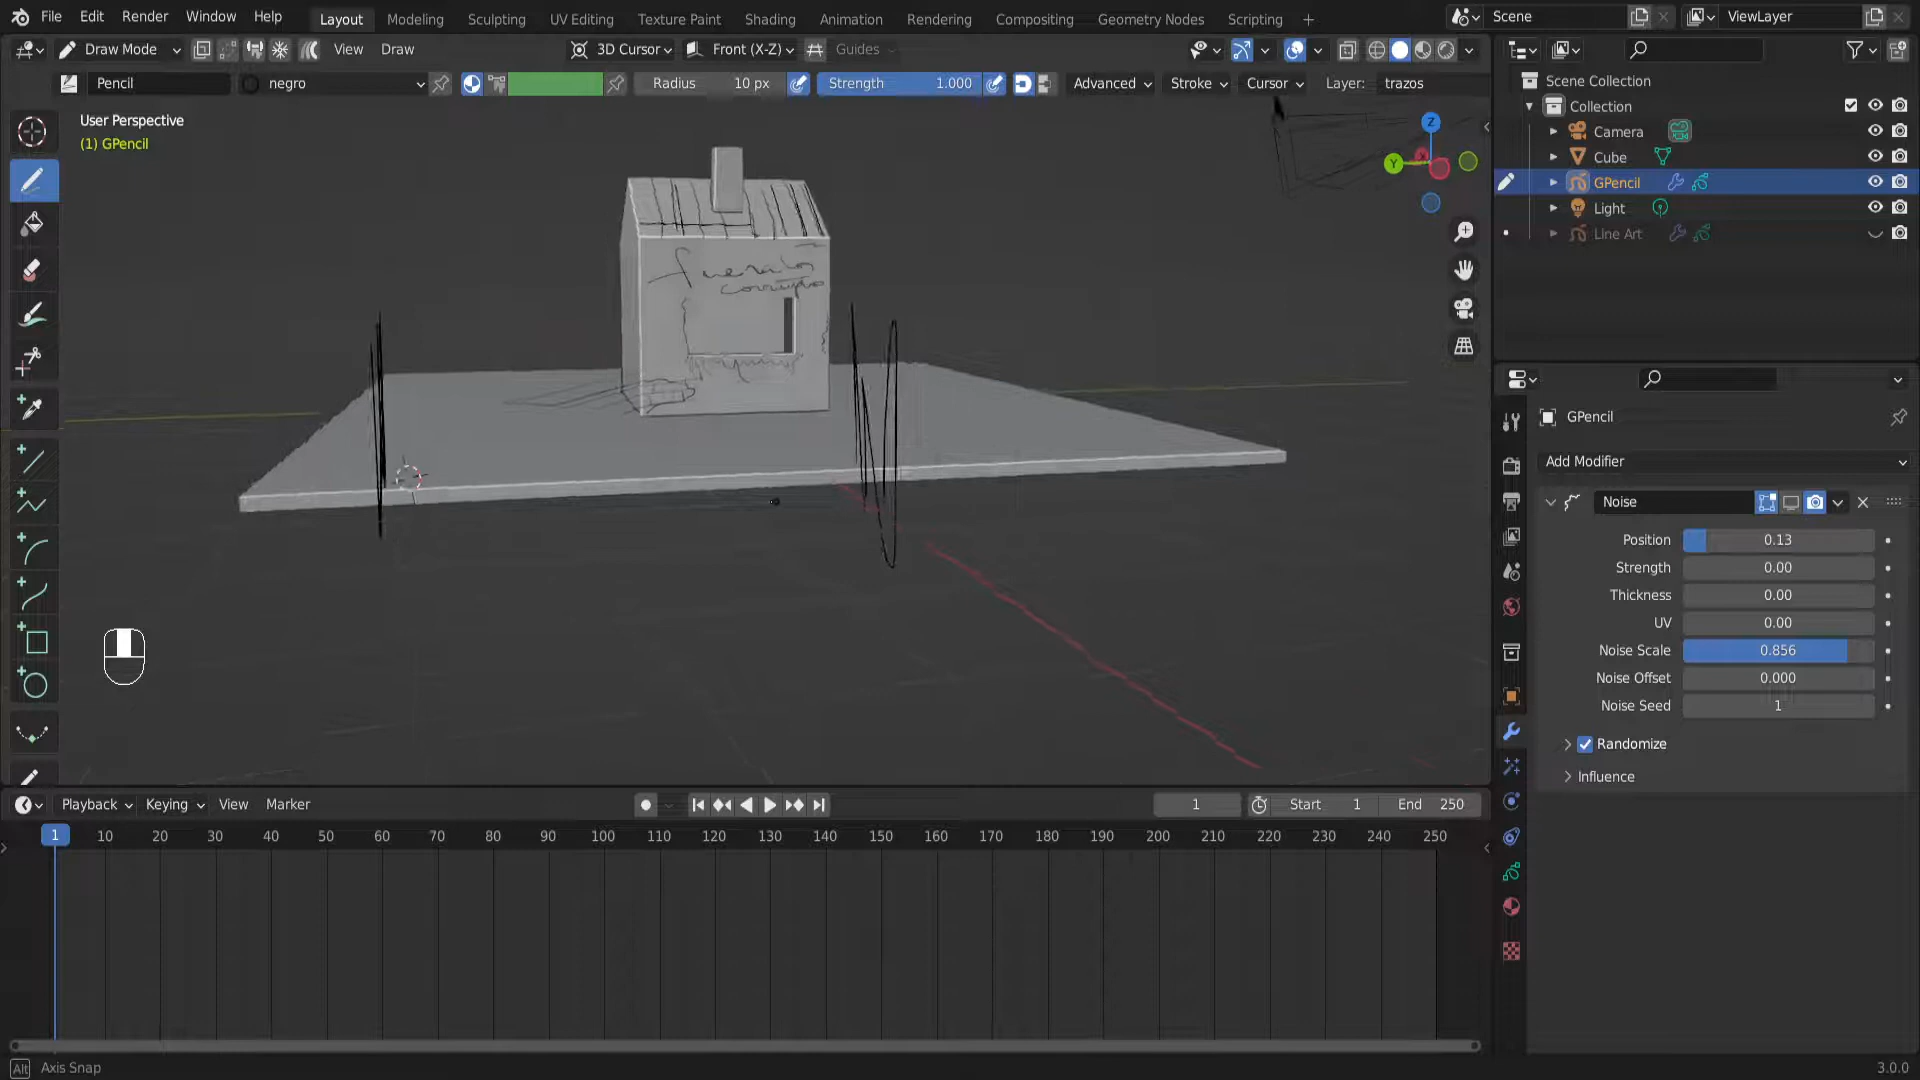 File Edit Render Window Help Layout Modeling Sculpting UV Editing Texture Paint Shading Animation Rendering Compositing Geometry Nodes Scripting + Scene ViewLayer
Draw Mode View Draw 3D Cursor Front (X-Z) Guides
Pencil negro Radius 10 px Strength 1.000 Advanced Stroke Cursor Layer: trazos
User Perspective
(1) GPencil
Z
Y
X
Scene Collection
Collection
Camera
Cube
GPencil
Light
Line Art
GPencil
Add Modifier
Noise
Position 0.13
Strength 0.00
Thickness 0.00
UV 0.00
Noise Scale 0.856
Noise Offset 0.000
Noise Seed 1
Randomize
Influence
Playback Keying View Marker 1 Start 1 End 250
1 10 20 30 40 50 60 70 80 90 100 110 120 130 140 150 160 170 180 190 200 210 220 230 240 250
Alt Axis Snap 3.0.0